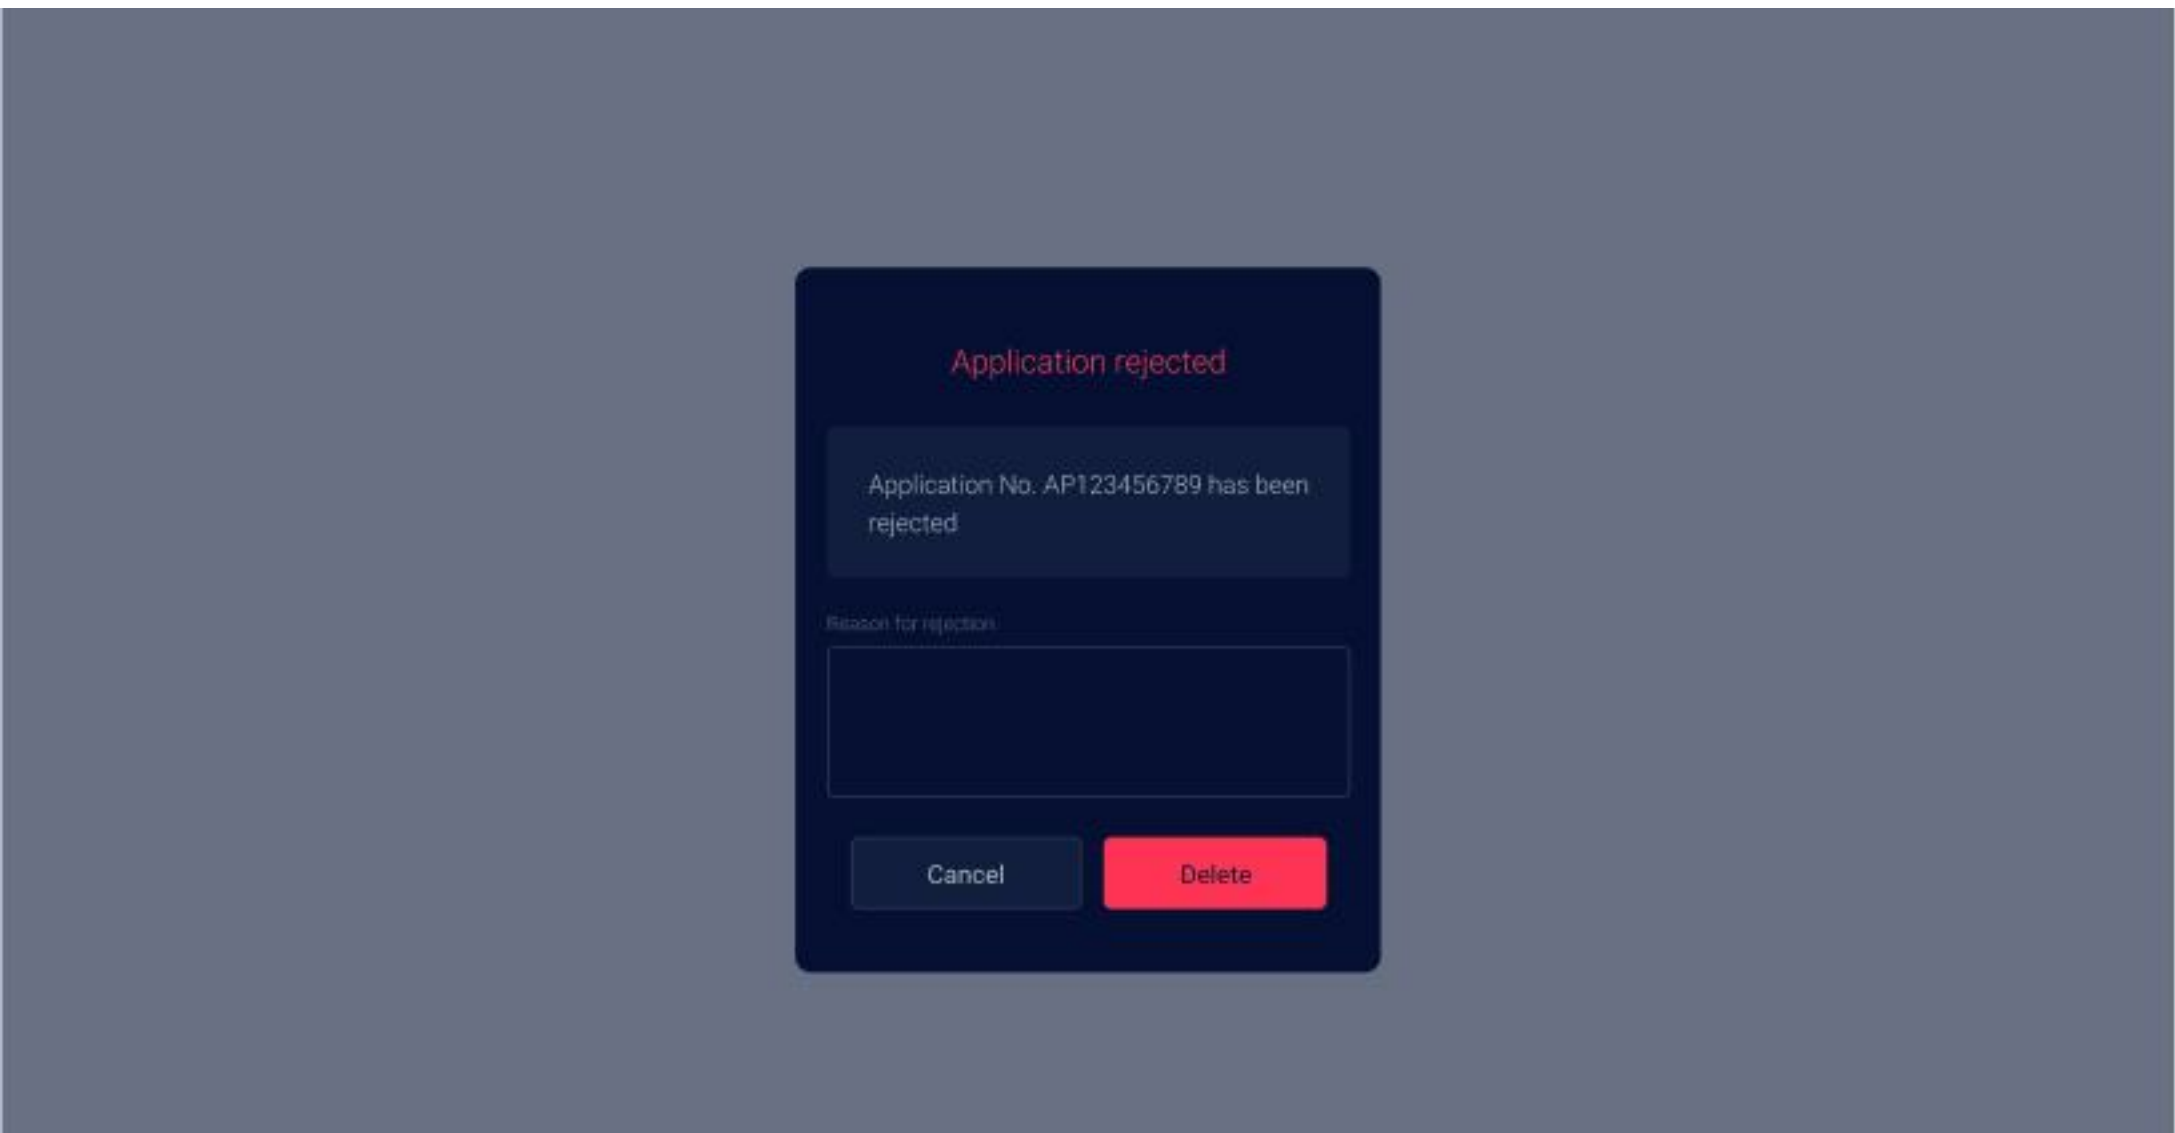 Application rejected
Application No. AP123456789 has been
rejected
Reason for rejection
Cancel
Delete